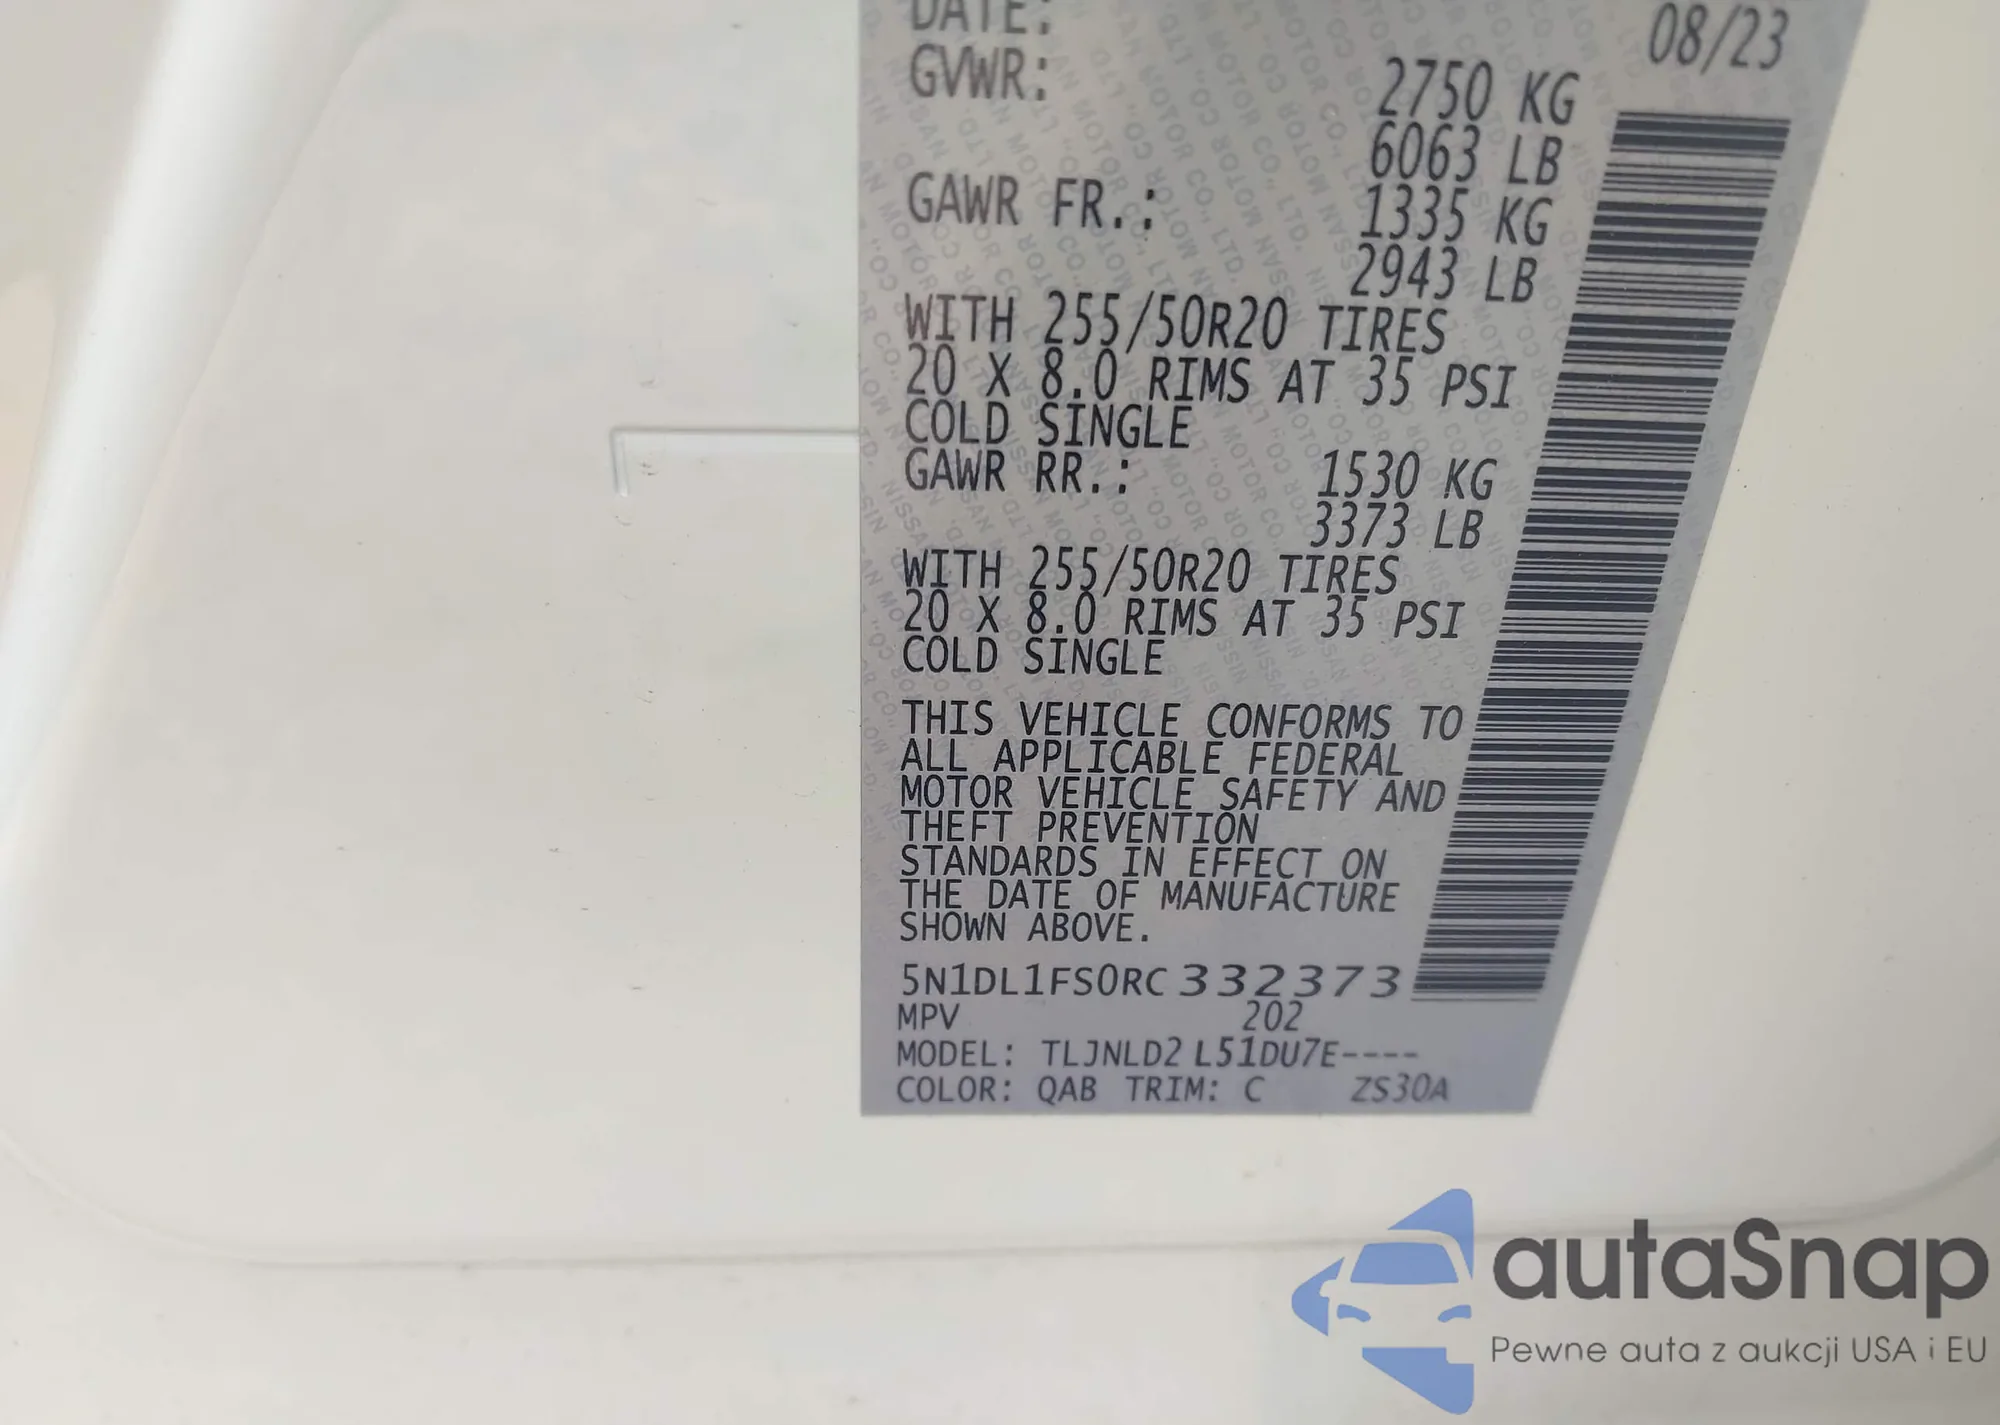 DATE: 08/23
GVWR: 2750 KG
6063 LB
GAWR FR.: 1335 KG
2943 LB
WITH 255/50R20 TIRES
20 X 8.0 RIMS AT 35 PSI
COLD SINGLE
GAWR RR.: 1530 KG
3373 LB
WITH 255/50R20 TIRES
20 X 8.0 RIMS AT 35 PSI
COLD SINGLE
THIS VEHICLE CONFORMS TO
ALL APPLICABLE FEDERAL
MOTOR VEHICLE SAFETY AND
THEFT PREVENTION
STANDARDS IN EFFECT ON
THE DATE OF MANUFACTURE
SHOWN ABOVE.
5N1DL1FS0RC332373
MPV 202
MODEL: TLJNLD2 L51DU7E----
COLOR: QAB TRIM: C ZS30A
autaSnap
Pewne auta z aukcji USA i EU